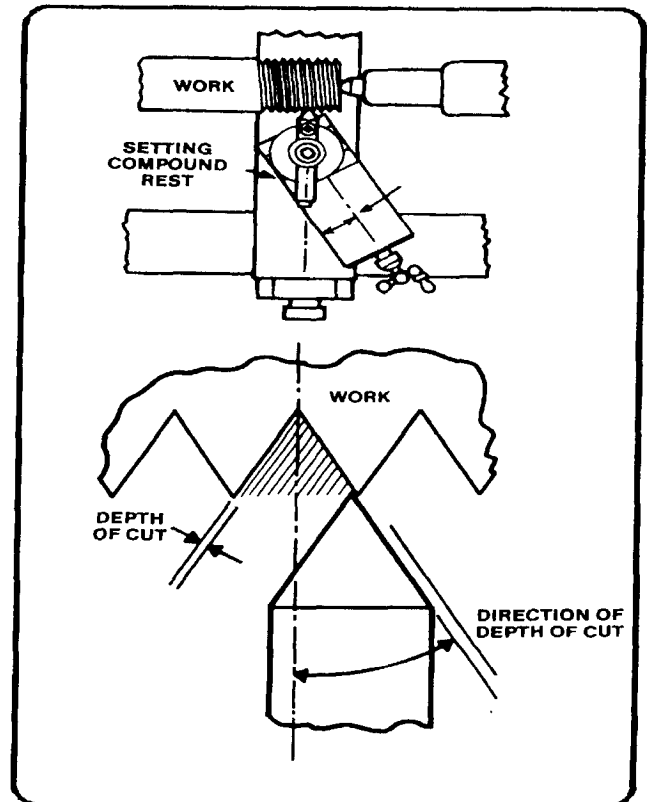 WORK
SETTING
COMPOUND
REST
WORK
DEPTH
OF CUT
DIRECTION OF
DEPTH OF CUT